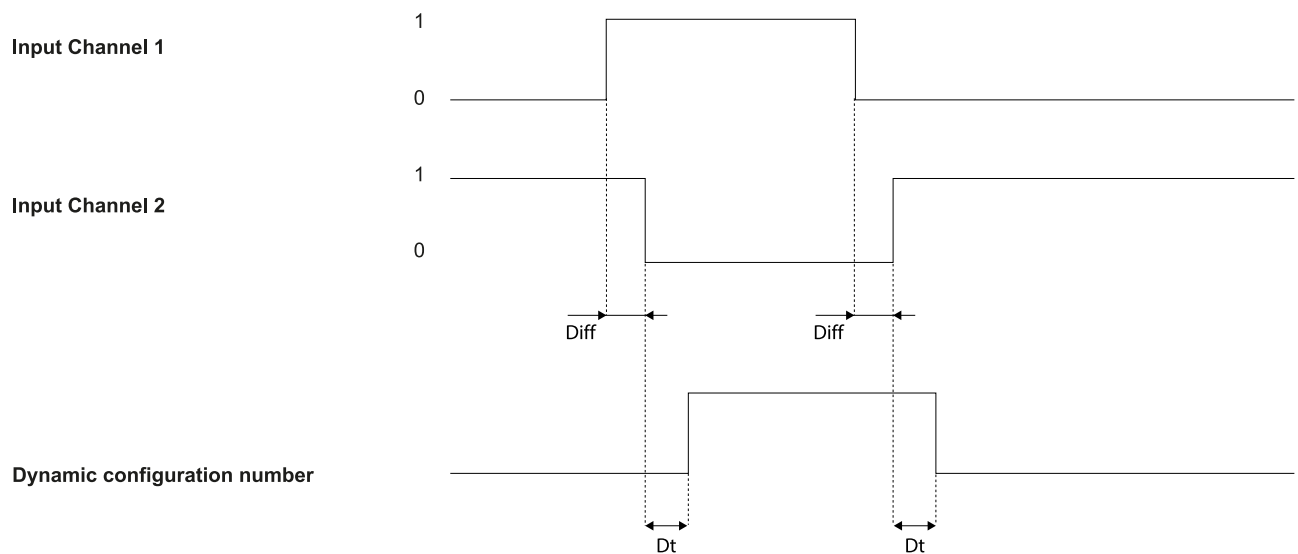 1
Input Channel 1
0
1
Input Channel 2
0
Diff Diff
Dynamic configuration number
Dt Dt